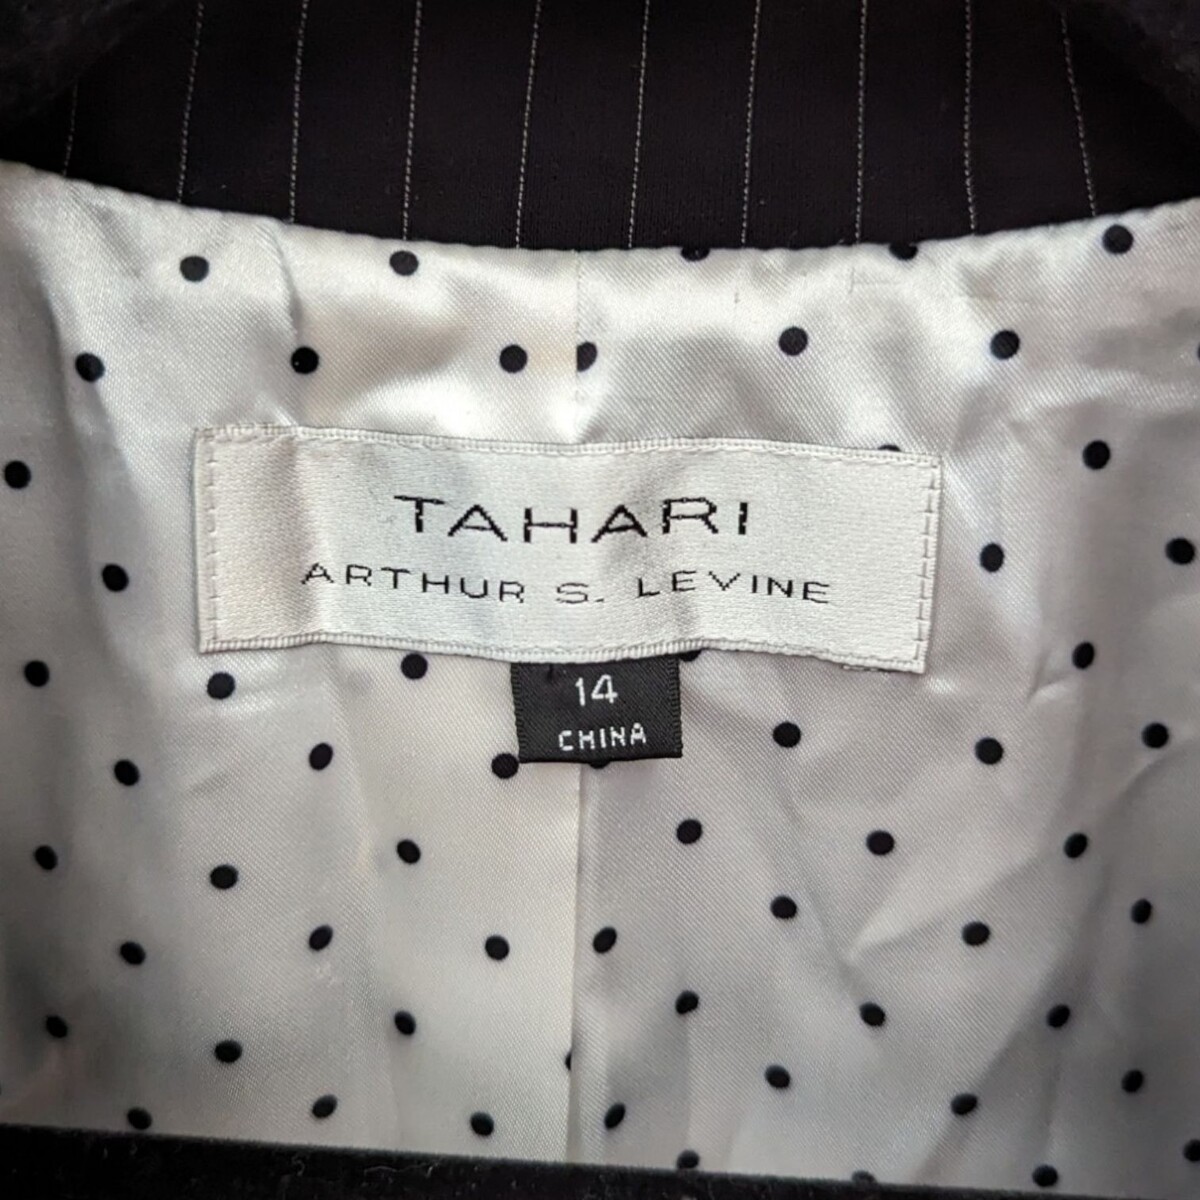 TAHARI
ARTHUR S. LEVINE
14
CHINA